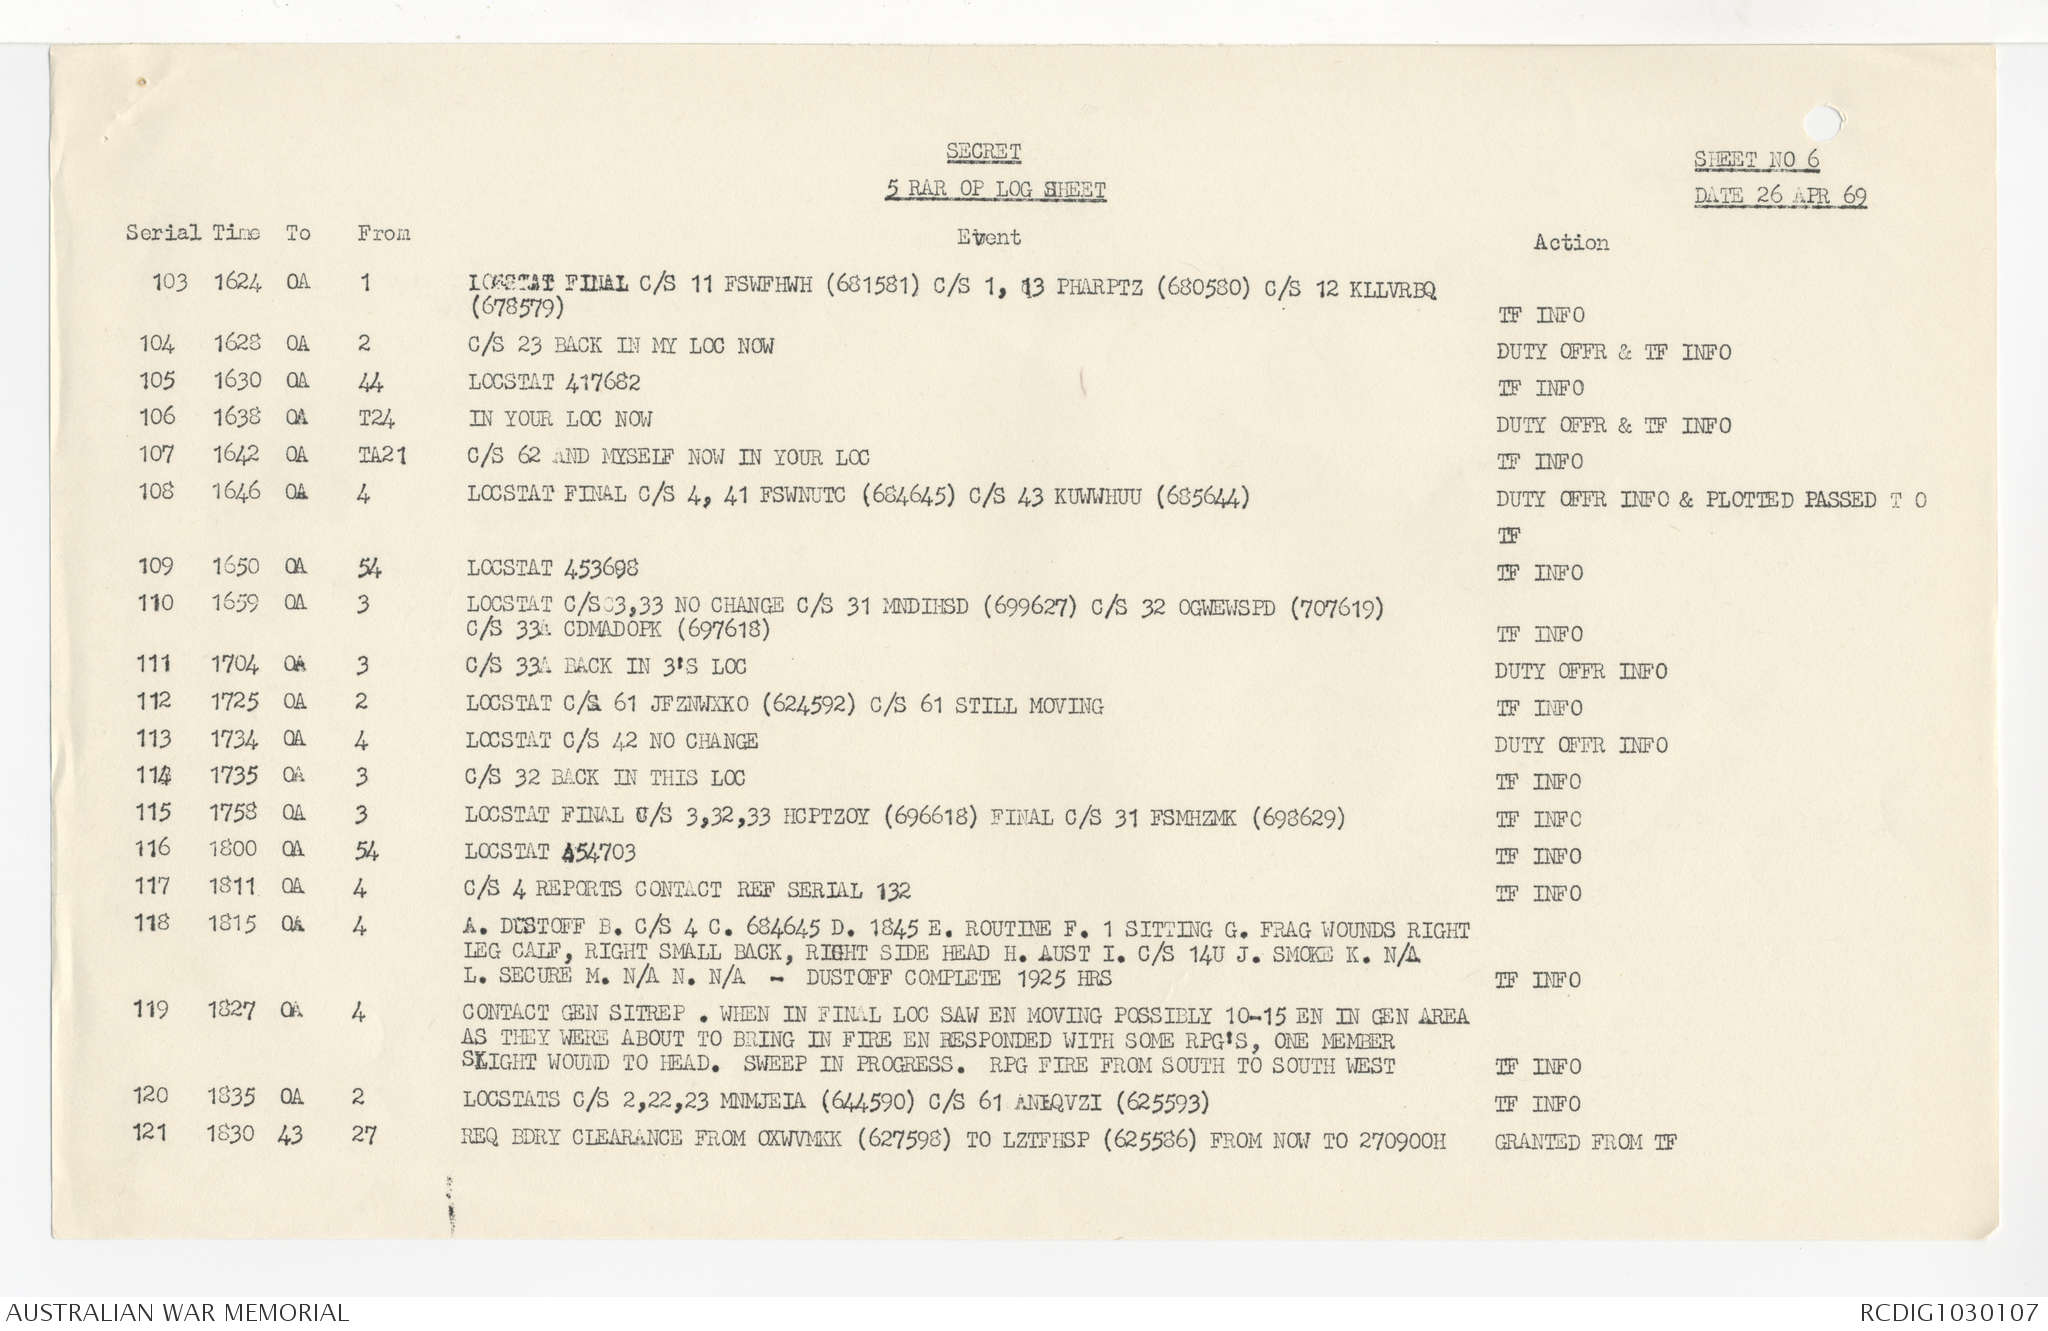 SECRET
5 RAR OP LOG SHEET
SHEET NO 6
DATE 26 APR 69
Serial Time To From Event Action
103 1624 OA 1 LOCSTAT FINAL C/S 11 FSWFHWH (681581) C/S 1, 13 PHARPTZ (680580) C/S 12 KLLVRBQ
(678579) TF INFO
104 1628 OA 2 C/S 23 BACK IN MY LOC NOW DUTY OFFR & TF INFO
105 1630 OA 44 LOCSTAT 417682 TF INFO
106 1638 OA T24 IN YOUR LOC NOW DUTY OFFR & TF INFO
107 1642 OA TA21 C/S 62 AND MYSELF NOW IN YOUR LOC TF INFO
108 1646 OA 4 LOCSTAT FINAL C/S 4, 41 FSWNUTC (684645) C/S 43 KUWWHUU (685644) DUTY OFFR INFO & PLOTTED PASSED T O
TF
109 1650 OA 54 LOCSTAT 453698 TF INFO
110 1659 OA 3 LOCSTAT C/S 3,33 NO CHANGE C/S 31 MNDIHSD (699627) C/S 32 OGWEWSPD (707619)
C/S 33A CDMADOPK (697618) TF INFO
111 1704 OA 3 C/S 33A BACK IN 3'S LOC DUTY OFFR INFO
112 1725 OA 2 LOCSTAT C/S 61 JFZNWXKO (624592) C/S 61 STILL MOVING TF INFO
113 1734 OA 4 LOCSTAT C/S 42 NO CHANGE DUTY OFFR INFO
114 1735 OA 3 C/S 32 BACK IN THIS LOC TF INFO
115 1758 OA 3 LOCSTAT FINAL C/S 3,32,33 HCPTZOY (696618) FINAL C/S 31 FSMHZMK (698629) TF INFO
116 1800 OA 54 LOCSTAT 454703 TF INFO
117 1811 OA 4 C/S 4 REPORTS CONTACT REF SERIAL 132 TF INFO
118 1815 OA 4 A. DUSTOFF B. C/S 4 C. 684645 D. 1845 E. ROUTINE F. 1 SITTING G. FRAG WOUNDS RIGHT
LEG CALF, RIGHT SMALL BACK, RIGHT SIDE HEAD H. AUST I. C/S 14U J. SMOKE K. N/A
L. SECURE M. N/A N. N/A - DUSTOFF COMPLETE 1925 HRS TF INFO
119 1827 OA 4 CONTACT GEN SITREP . WHEN IN FINAL LOC SAW EN MOVING POSSIBLY 10-15 EN IN GEN AREA
AS THEY WERE ABOUT TO BRING IN FIRE EN RESPONDED WITH SOME RPG'S, ONE MEMBER
SLIGHT WOUND TO HEAD. SWEEP IN PROGRESS. RPG FIRE FROM SOUTH TO SOUTH WEST TF INFO
120 1835 OA 2 LOCSTATS C/S 2,22,23 MNMJEIA (644590) C/S 61 ANLQVZI (625593) TF INFO
121 1830 43 27 REQ BDRY CLEARANCE FROM OXWVMKK (627598) TO LZTFHSP (625586) FROM NOW TO 270900H GRANTED FROM TF
AUSTRALIAN WAR MEMORIAL
RCDIG1030107